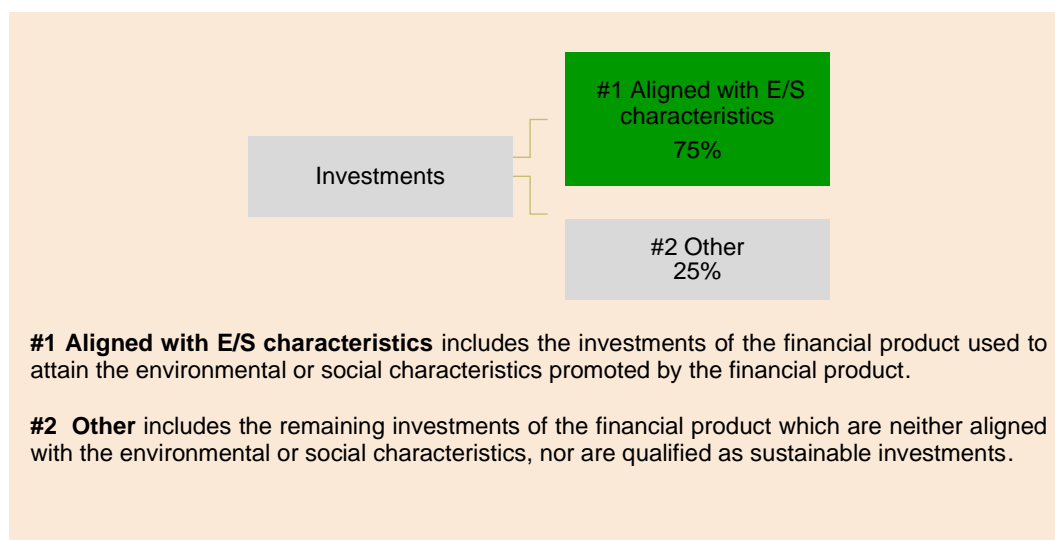 #1 Aligned with E/S
characteristics
75%
Investments
#2 Other
25%
#1 Aligned with E/S characteristics includes the investments of the financial product used to
attain the environmental or social characteristics promoted by the financial product.
#2 Other includes the remaining investments of the financial product which are neither aligned
with the environmental or social characteristics, nor are qualified as sustainable investments.